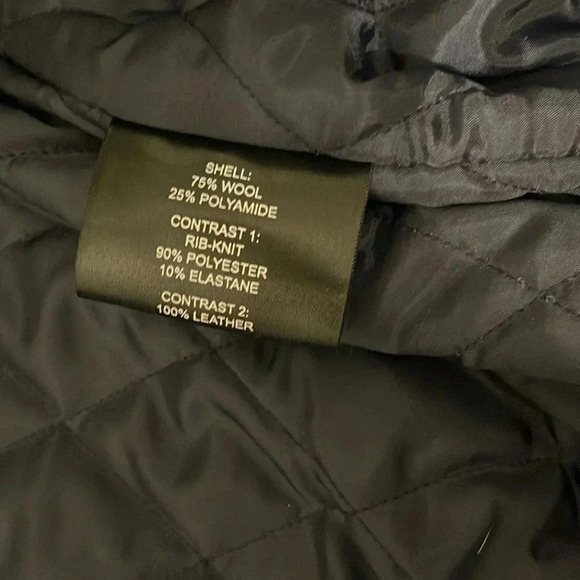 SHELL:
75% WOOL
25% POLYAMIDE
CONTRAST 1:
RIB-KNIT
90% POLYESTER
10% ELASTANE
CONTRAST 2:
100% LEATHER